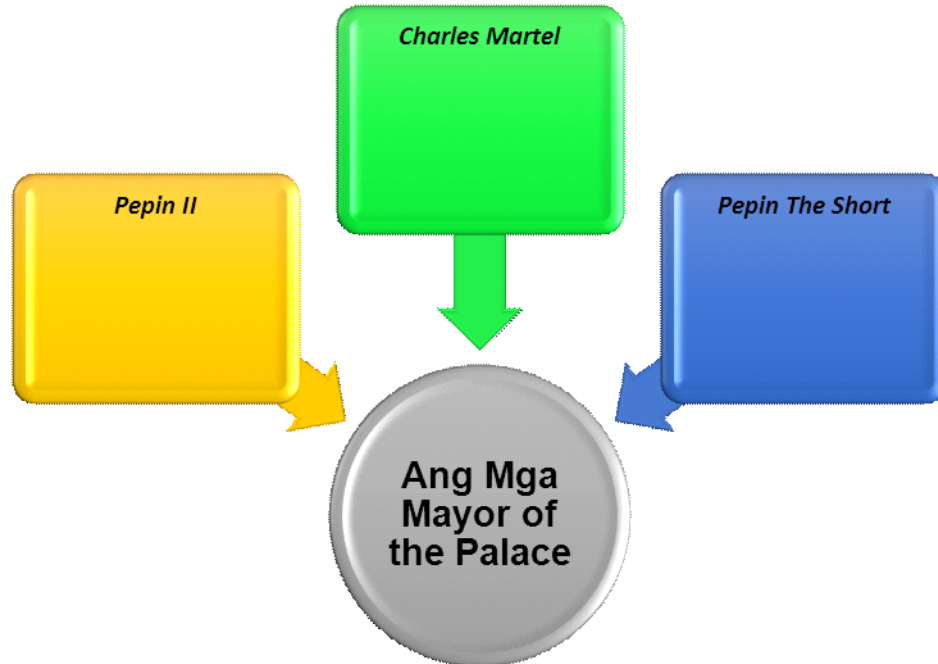 Charles Martel
Pepin II
Pepin The Short
Ang Mga
Mayor of
the Palace